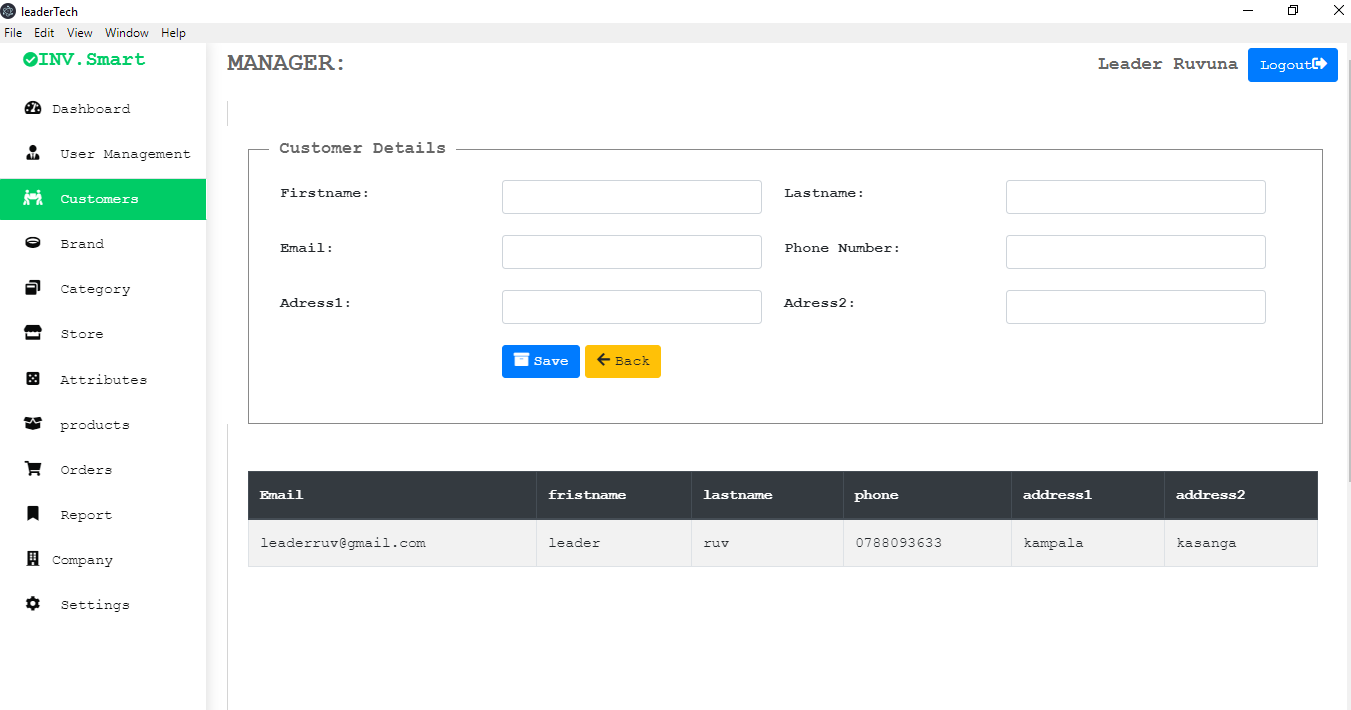 leaderTech
File Edit View Window Help
INV.Smart
MANAGER:
Leader Ruvuna
Logout
Dashboard
User Management
Customers
Brand
Category
Store
Attributes
products
Orders
Report
Company
Settings
Customer Details
Firstname:
Lastname:
Email:
Phone Number:
Adress1:
Adress2:
Save
Back
Email fristname lastname phone address1 address2
leaderruv@gmail.com leader ruv 0788093633 kampala kasanga